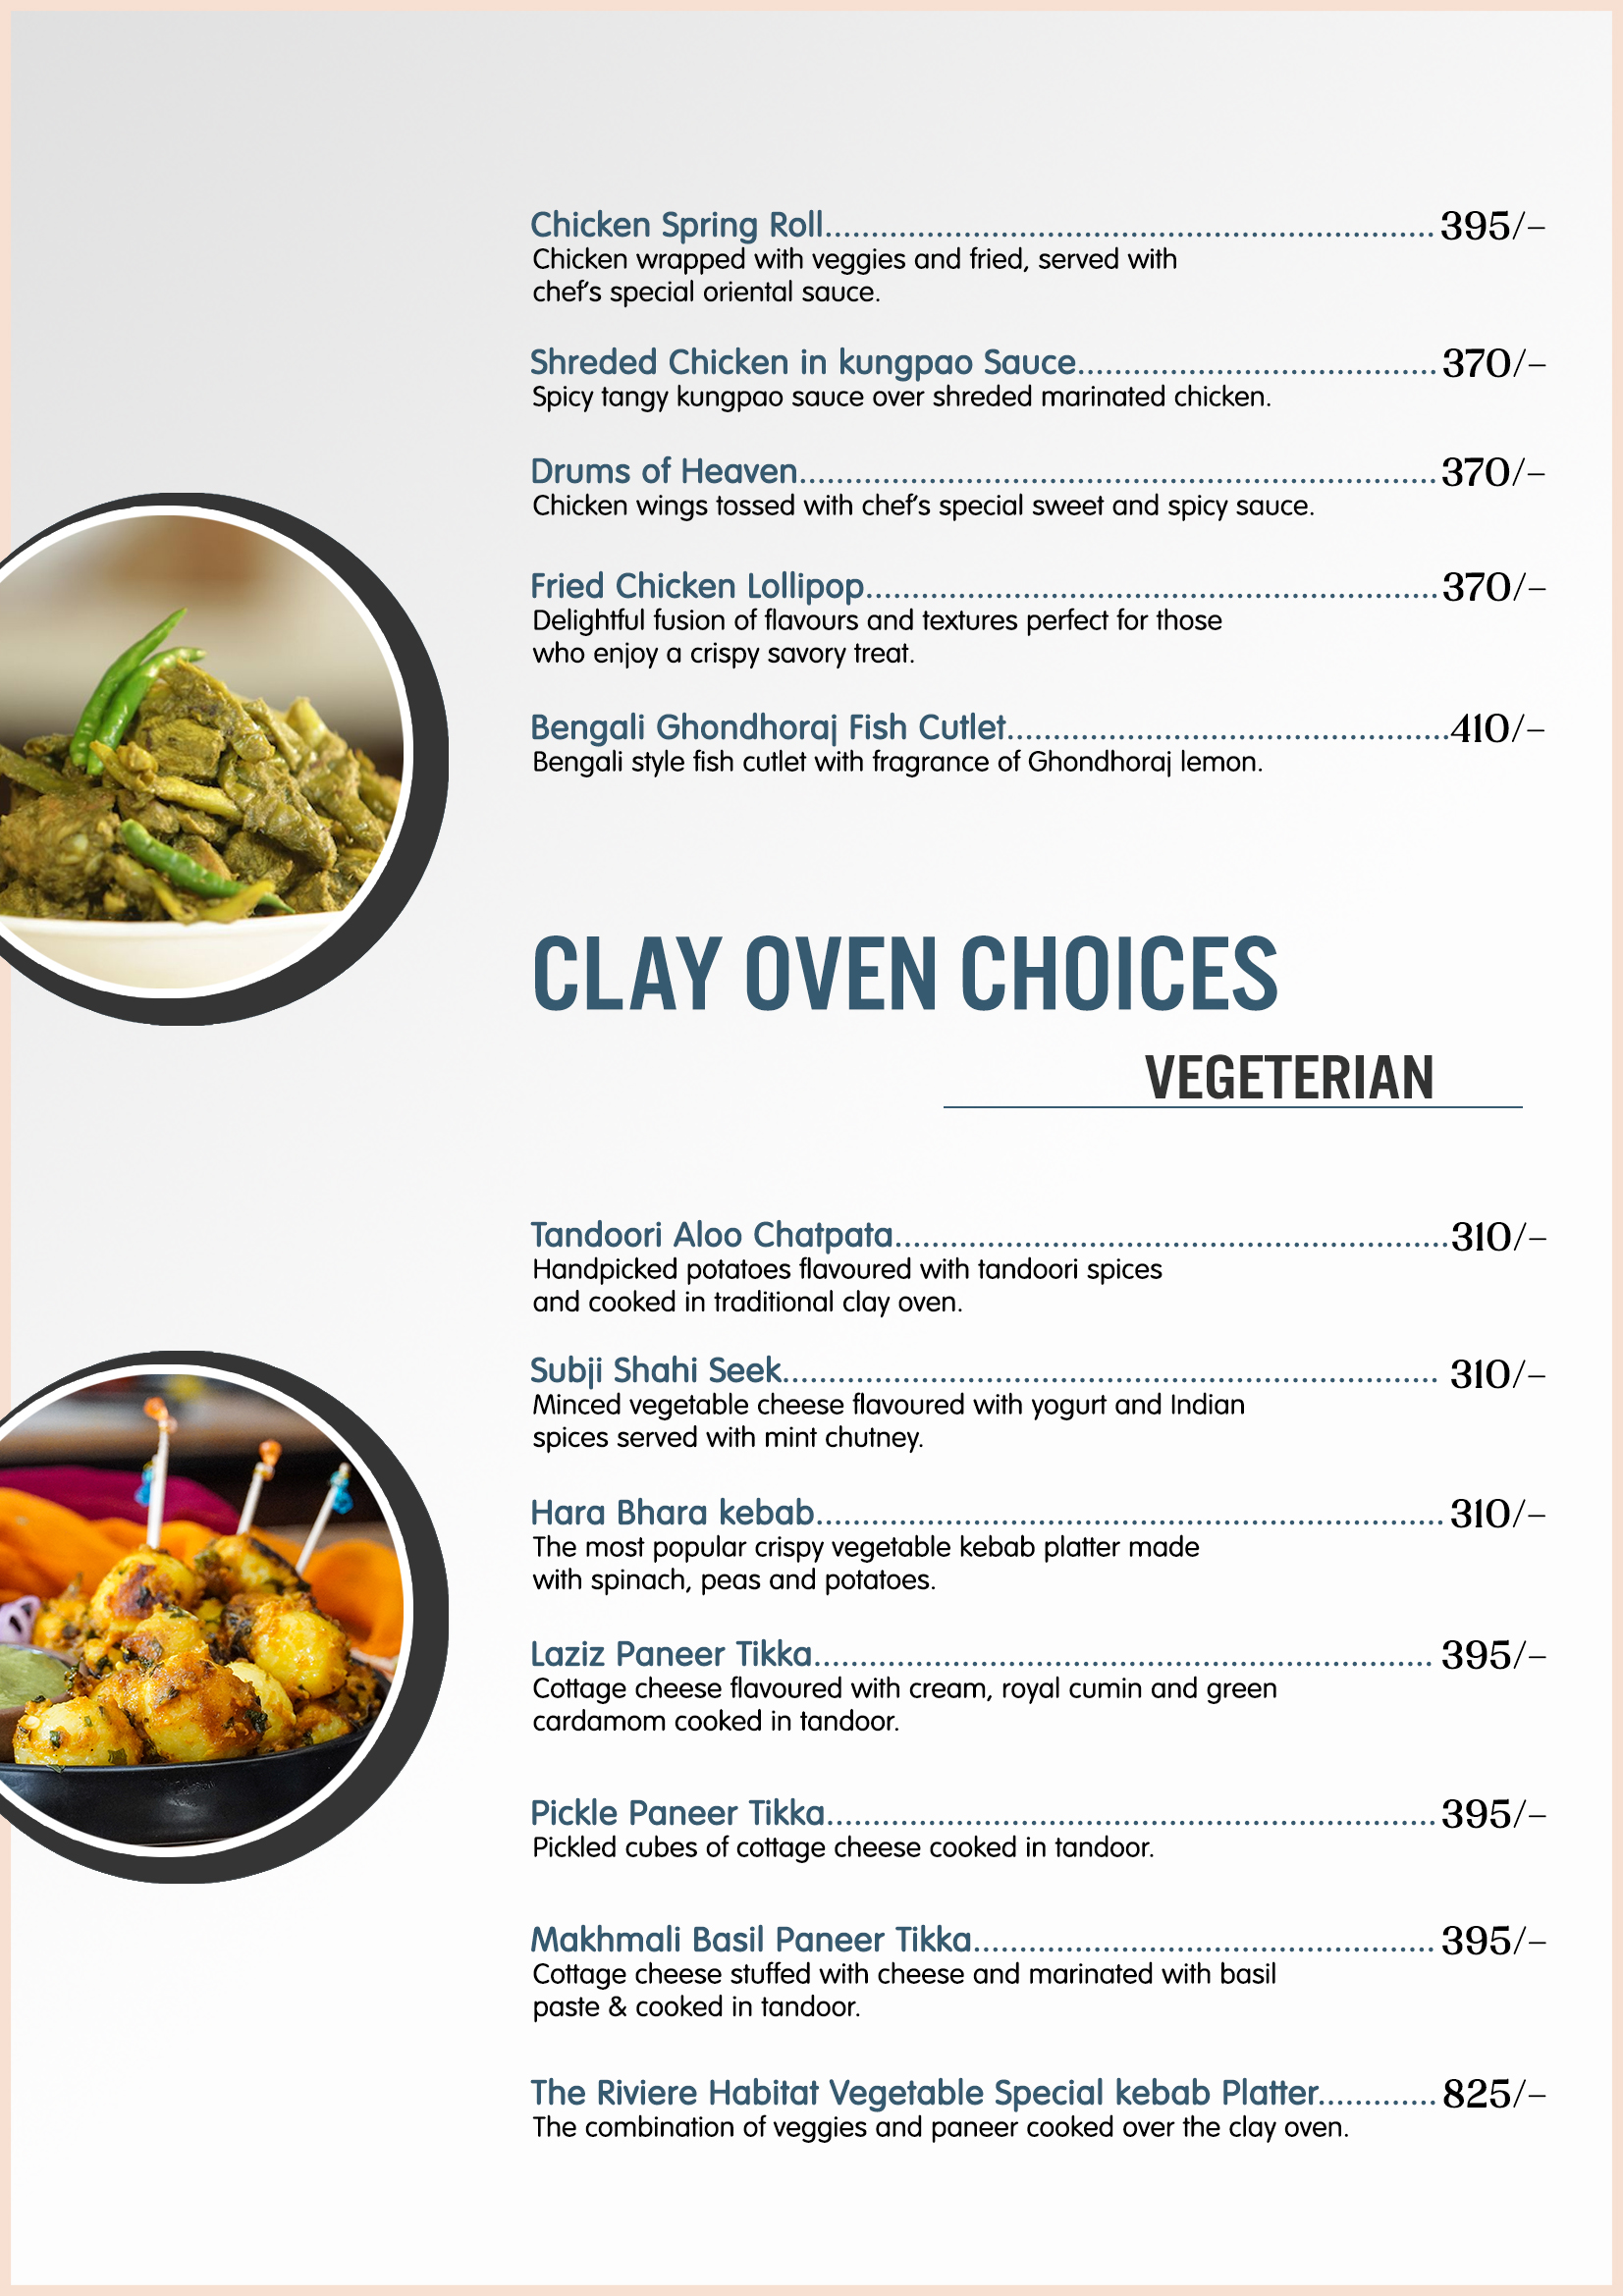 Chicken Spring Roll................................................................395/–
Chicken wrapped with veggies and fried, served with
chef's special oriental sauce.
Shreded Chicken in kungpao Sauce......................................370/–
Spicy tangy kungpao sauce over shreded marinated chicken.
Drums of Heaven....................................................................370/–
Chicken wings tossed with chef's special sweet and spicy sauce.
Fried Chicken Lollipop.............................................................370/–
Delightful fusion of flavours and textures perfect for those
who enjoy a crispy savory treat.
Bengali Ghondhoraj Fish Cutlet...............................................410/–
Bengali style fish cutlet with fragrance of Ghondhoraj lemon.
CLAY OVEN CHOICES
VEGETERIAN
Tandoori Aloo Chatpata...........................................................310/–
Handpicked potatoes flavoured with tandoori spices
and cooked in traditional clay oven.
Subji Shahi Seek...................................................................... 310/–
Minced vegetable cheese flavoured with yogurt and Indian
spices served with mint chutney.
Hara Bhara kebab...................................................................310/–
The most popular crispy vegetable kebab platter made
with spinach, peas and potatoes.
Laziz Paneer Tikka.................................................................. 395/–
Cottage cheese flavoured with cream, royal cumin and green
cardamom cooked in tandoor.
Pickle Paneer Tikka.................................................................395/–
Pickled cubes of cottage cheese cooked in tandoor.
Makhmali Basil Paneer Tikka.................................................395/–
Cottage cheese stuffed with cheese and marinated with basil
paste & cooked in tandoor.
The Riviere Habitat Vegetable Special kebab Platter.............825/–
The combination of veggies and paneer cooked over the clay oven.